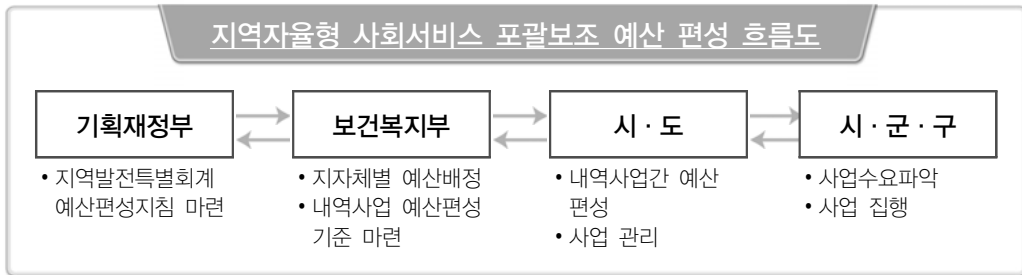 지역자율형 사회서비스 포괄보조 예산 편성 흐름도
기획재정부
• 지역발전특별회계
예산편성지침 마련
보건복지부
• 지자체별 예산배정
• 내역사업 예산편성
기준 마련
시·도
• 내역사업간 예산
편성
• 사업 관리
시·군·구
• 사업수요파악
• 사업 집행